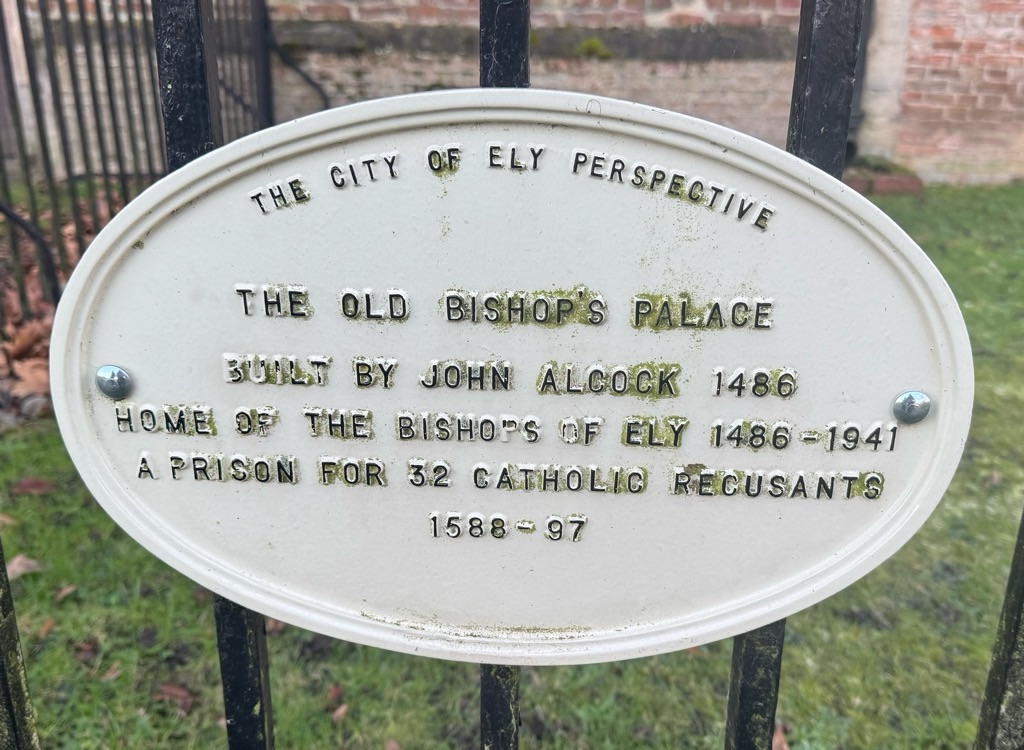 THE CITY OF ELY PERSPECTIVE
THE OLD BISHOP'S PALACE
BUILT BY JOHN ALCOCK 1486
HOME OF THE BISHOPS OF ELY 1486-1941
A PRISON FOR 32 CATHOLIC RECUSANTS
1588-97